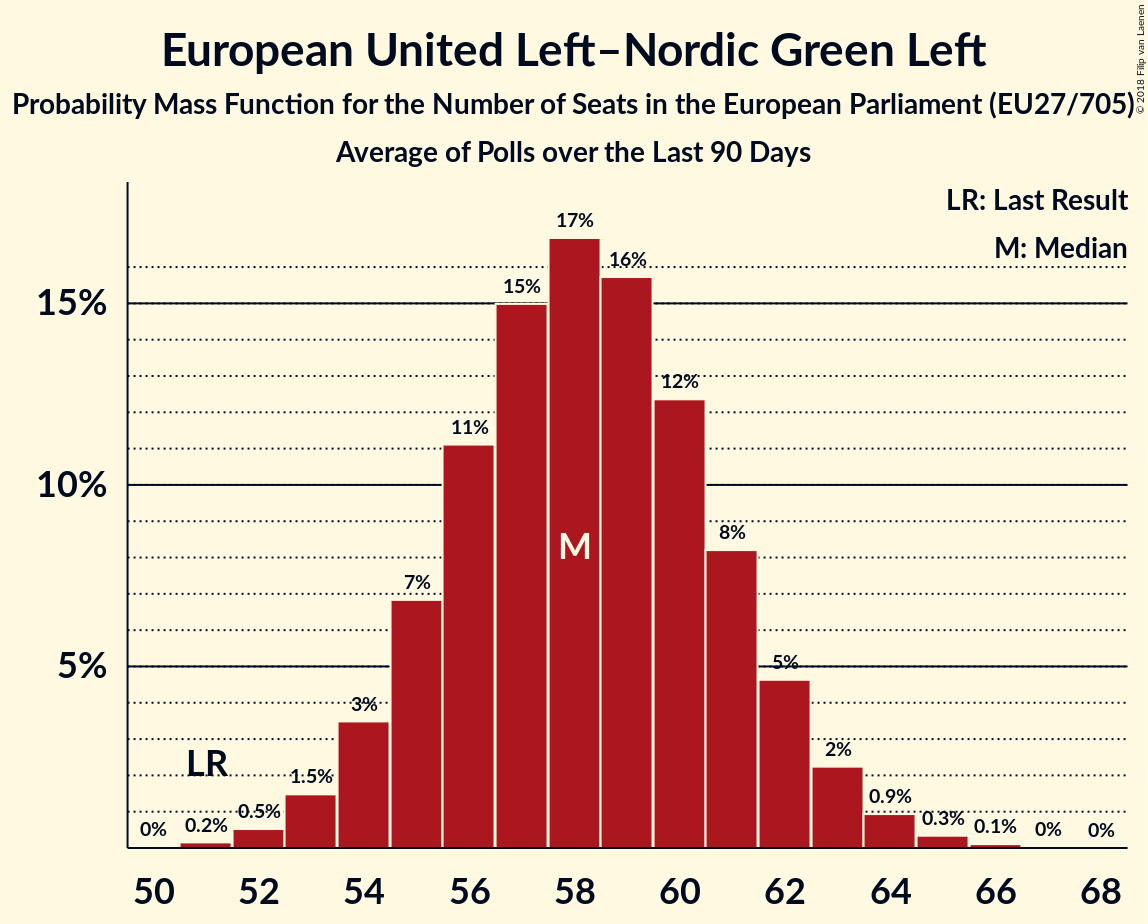 European United Left–Nordic Green Left
Probability Mass Function for the Number of Seats in the European Parliament (EU27/705)
Average of Polls over the Last 90 Days
© 2018 Filip van Laenen
LR: Last Result
M: Median
17%
16%
15%
15%
12%
11%
10%
8%
M
7%
5%
5%
3%
LR
2%
1.5%
0.9%
0.5%
0.3%
0% 0.2% 0.1% 0% 0%
50 52 54 56 58 60 62 64 66 68